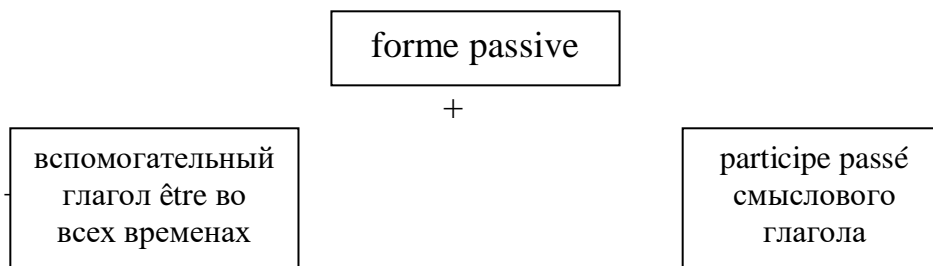 forme passive
+
вспомогательный
глагол être во
всех временах
participe passé
смыслового
глагола